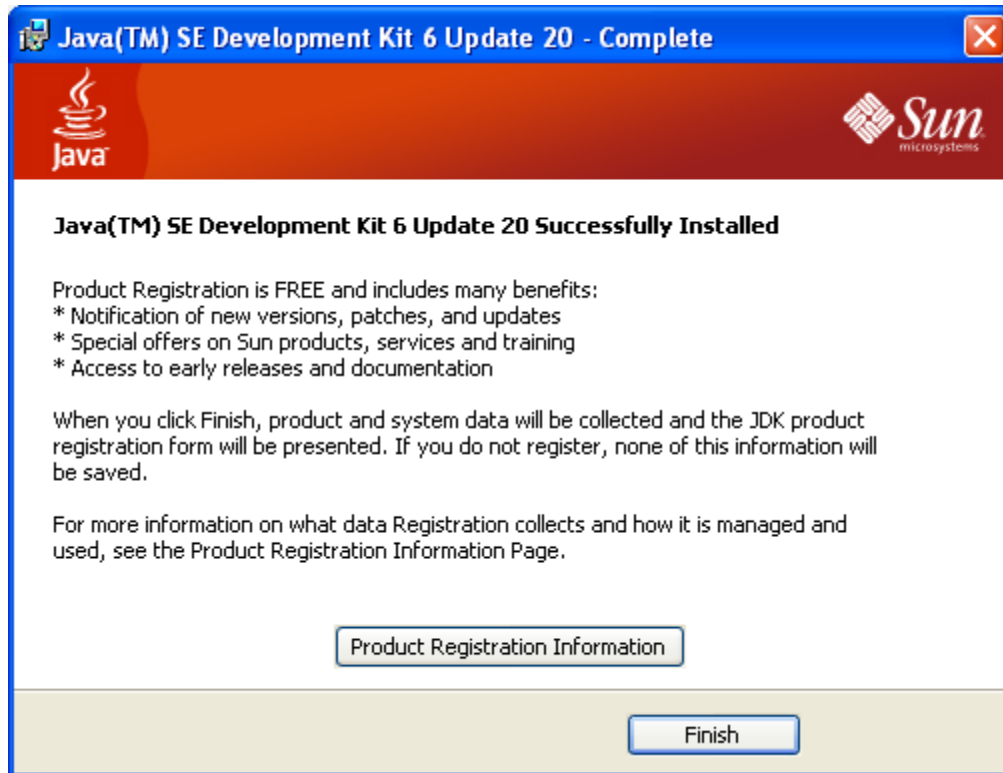 Java(TM) SE Development Kit 6 Update 20 - Complete
Java
Sun
microsystems
Java(TM) SE Development Kit 6 Update 20 Successfully Installed
Product Registration is FREE and includes many benefits:
* Notification of new versions, patches, and updates
* Special offers on Sun products, services and training
* Access to early releases and documentation
When you click Finish, product and system data will be collected and the JDK product
registration form will be presented. If you do not register, none of this information will
be saved.
For more information on what data Registration collects and how it is managed and
used, see the Product Registration Information Page.
Product Registration Information
Finish